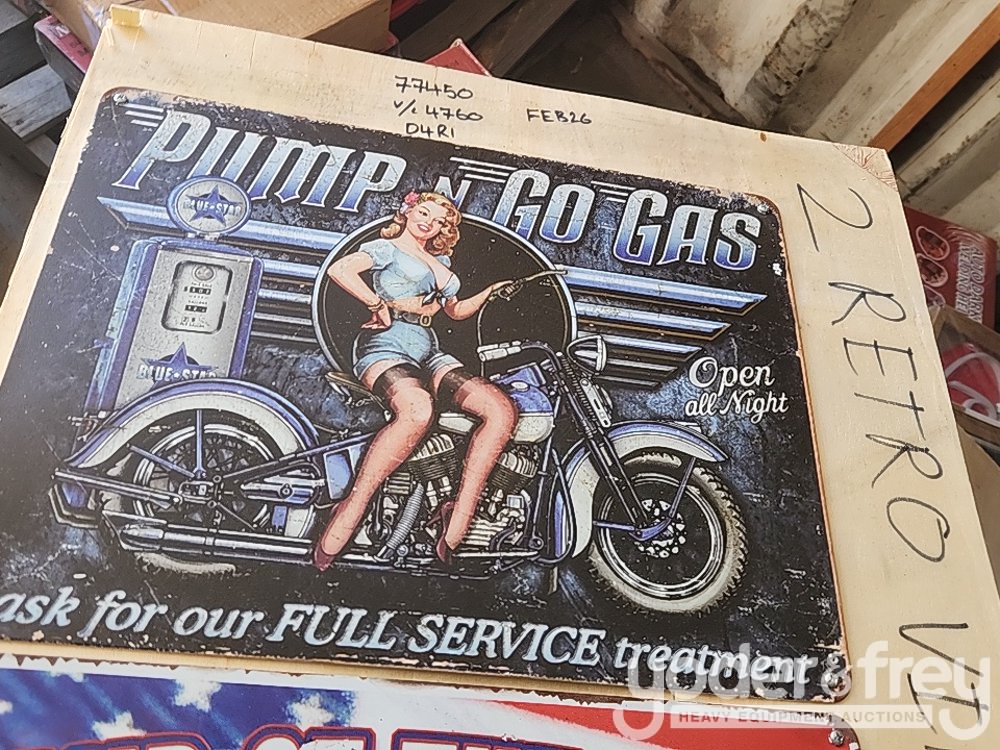 77450
V/C 4760
D4R1
FEB26
PUMP N GO GAS
BLUE STAR
BLUE STAR
Open
all Night
ask for our FULL SERVICE treatment
2 RETRO VI
yoder & frey
HEAVY EQUIPMENT AUCTIONS